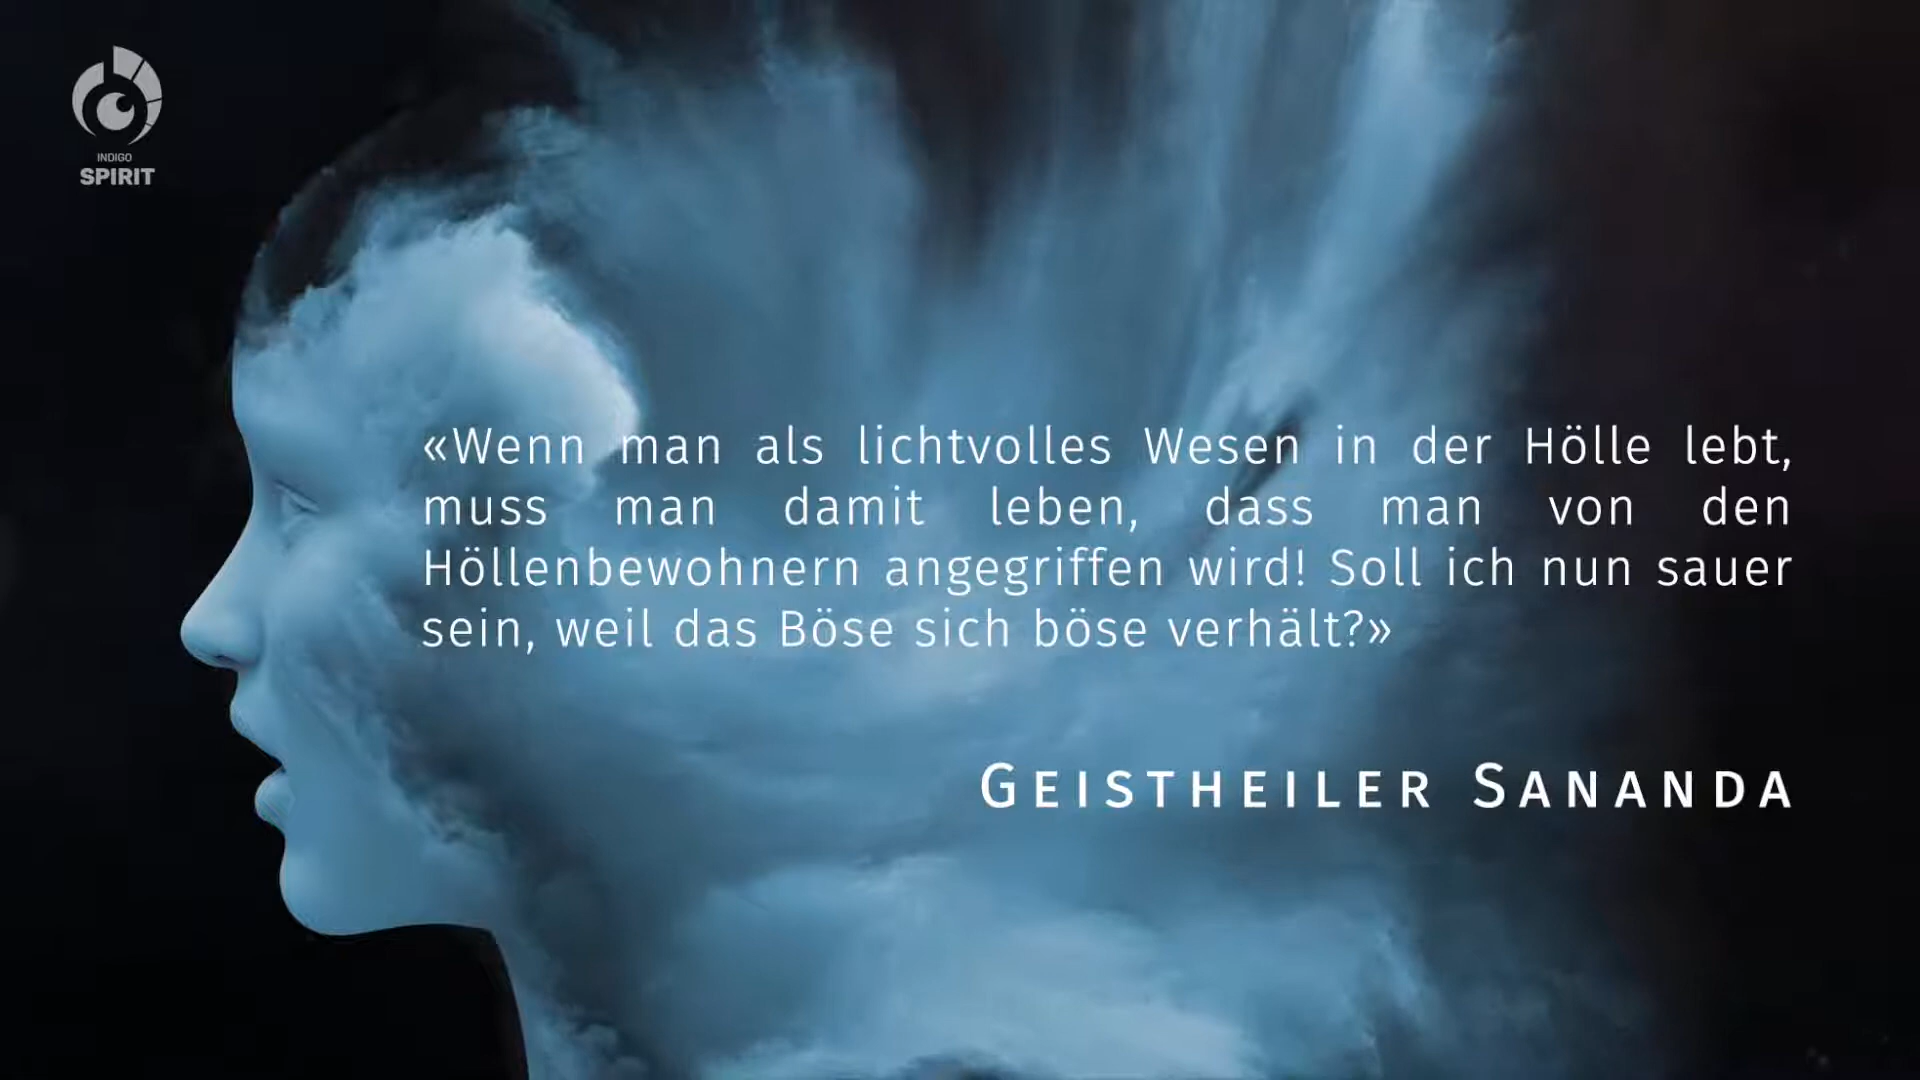 INDIGO
SPIRIT
«Wenn man als lichtvolles Wesen in der Hölle lebt,
muss man damit leben, dass man von den
Höllenbewohnern angegriffen wird! Soll ich nun sauer
sein, weil das Böse sich böse verhält?»
GEISTHEILER SANANDA